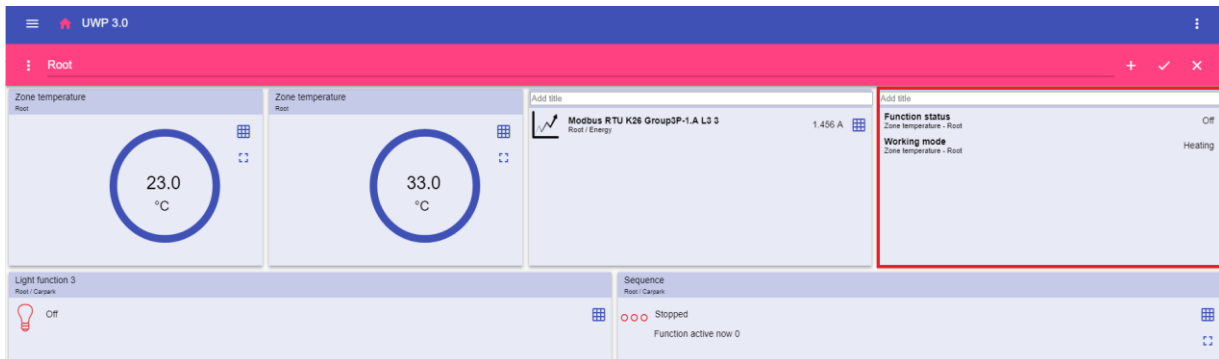 UWP 3.0
Root
Zone temperature
Root
23.0
°C
Zone temperature
Root
33.0
°C
Add title
Modbus RTU K26 Group3P-1.A L3 3
Root / Energy
1.456 A
Add title
Function status
Zone temperature - Root
Off
Working mode
Zone temperature - Root
Heating
Light function 3
Root / Carpark
Off
Sequence
Root / Carpark
Stopped
Function active now 0